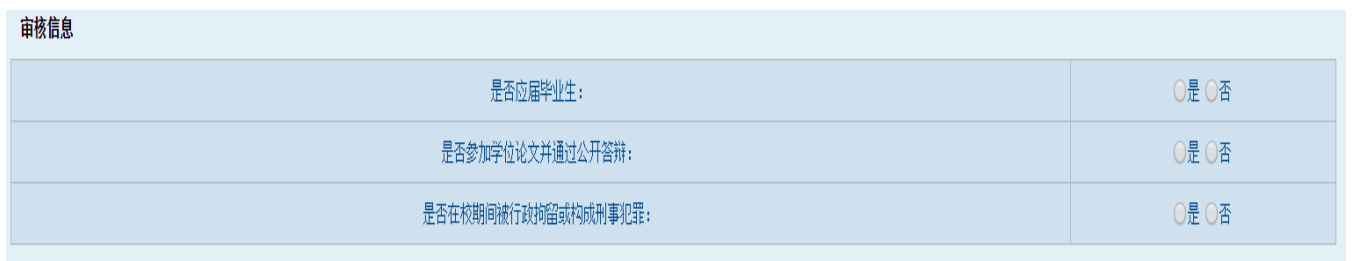 审核信息
是否应届毕业生： 是 否
是否参加学位论文并通过公开答辩： 是 否
是否在校期间被行政拘留或构成刑事犯罪： 是 否